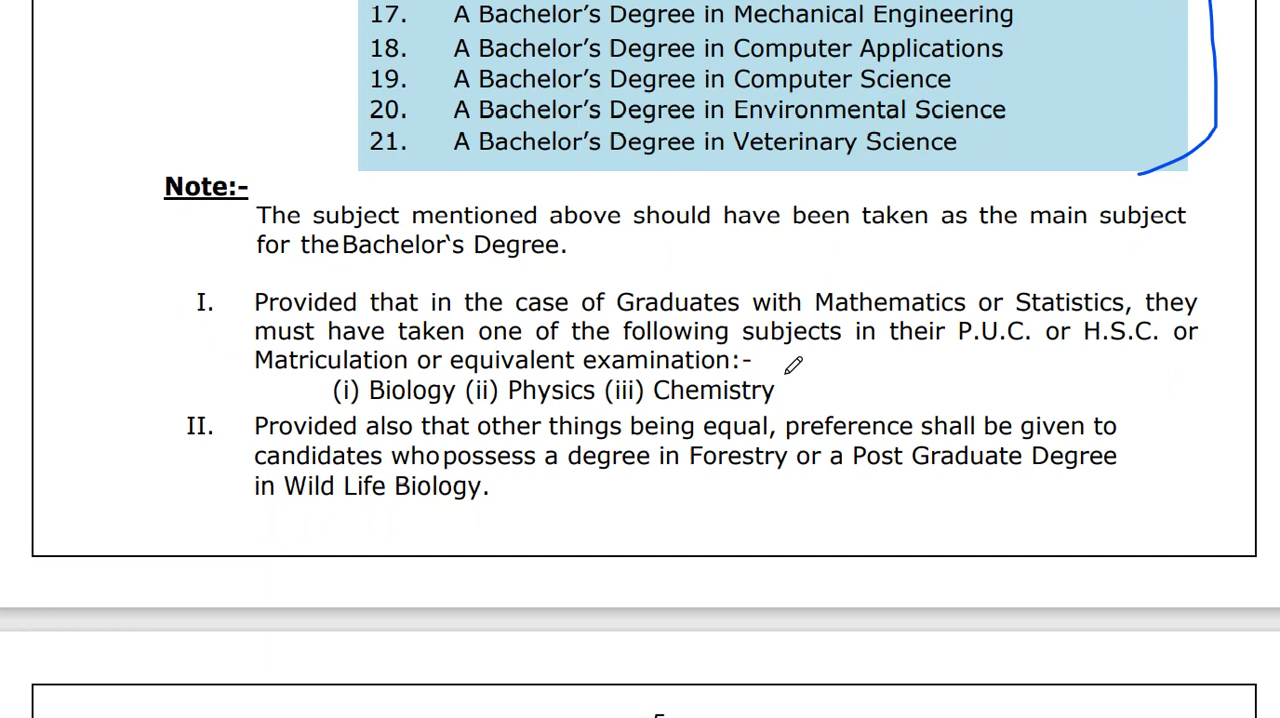 17. A Bachelor’s Degree in Mechanical Engineering
18. A Bachelor’s Degree in Computer Applications
19. A Bachelor’s Degree in Computer Science
20. A Bachelor’s Degree in Environmental Science
21. A Bachelor’s Degree in Veterinary Science
Note:-
The subject mentioned above should have been taken as the main subject
for the Bachelor‘s Degree.
I. Provided that in the case of Graduates with Mathematics or Statistics, they
must have taken one of the following subjects in their P.U.C. or H.S.C. or
Matriculation or equivalent examination:-
(i) Biology (ii) Physics (iii) Chemistry
II. Provided also that other things being equal, preference shall be given to
candidates who possess a degree in Forestry or a Post Graduate Degree
in Wild Life Biology.